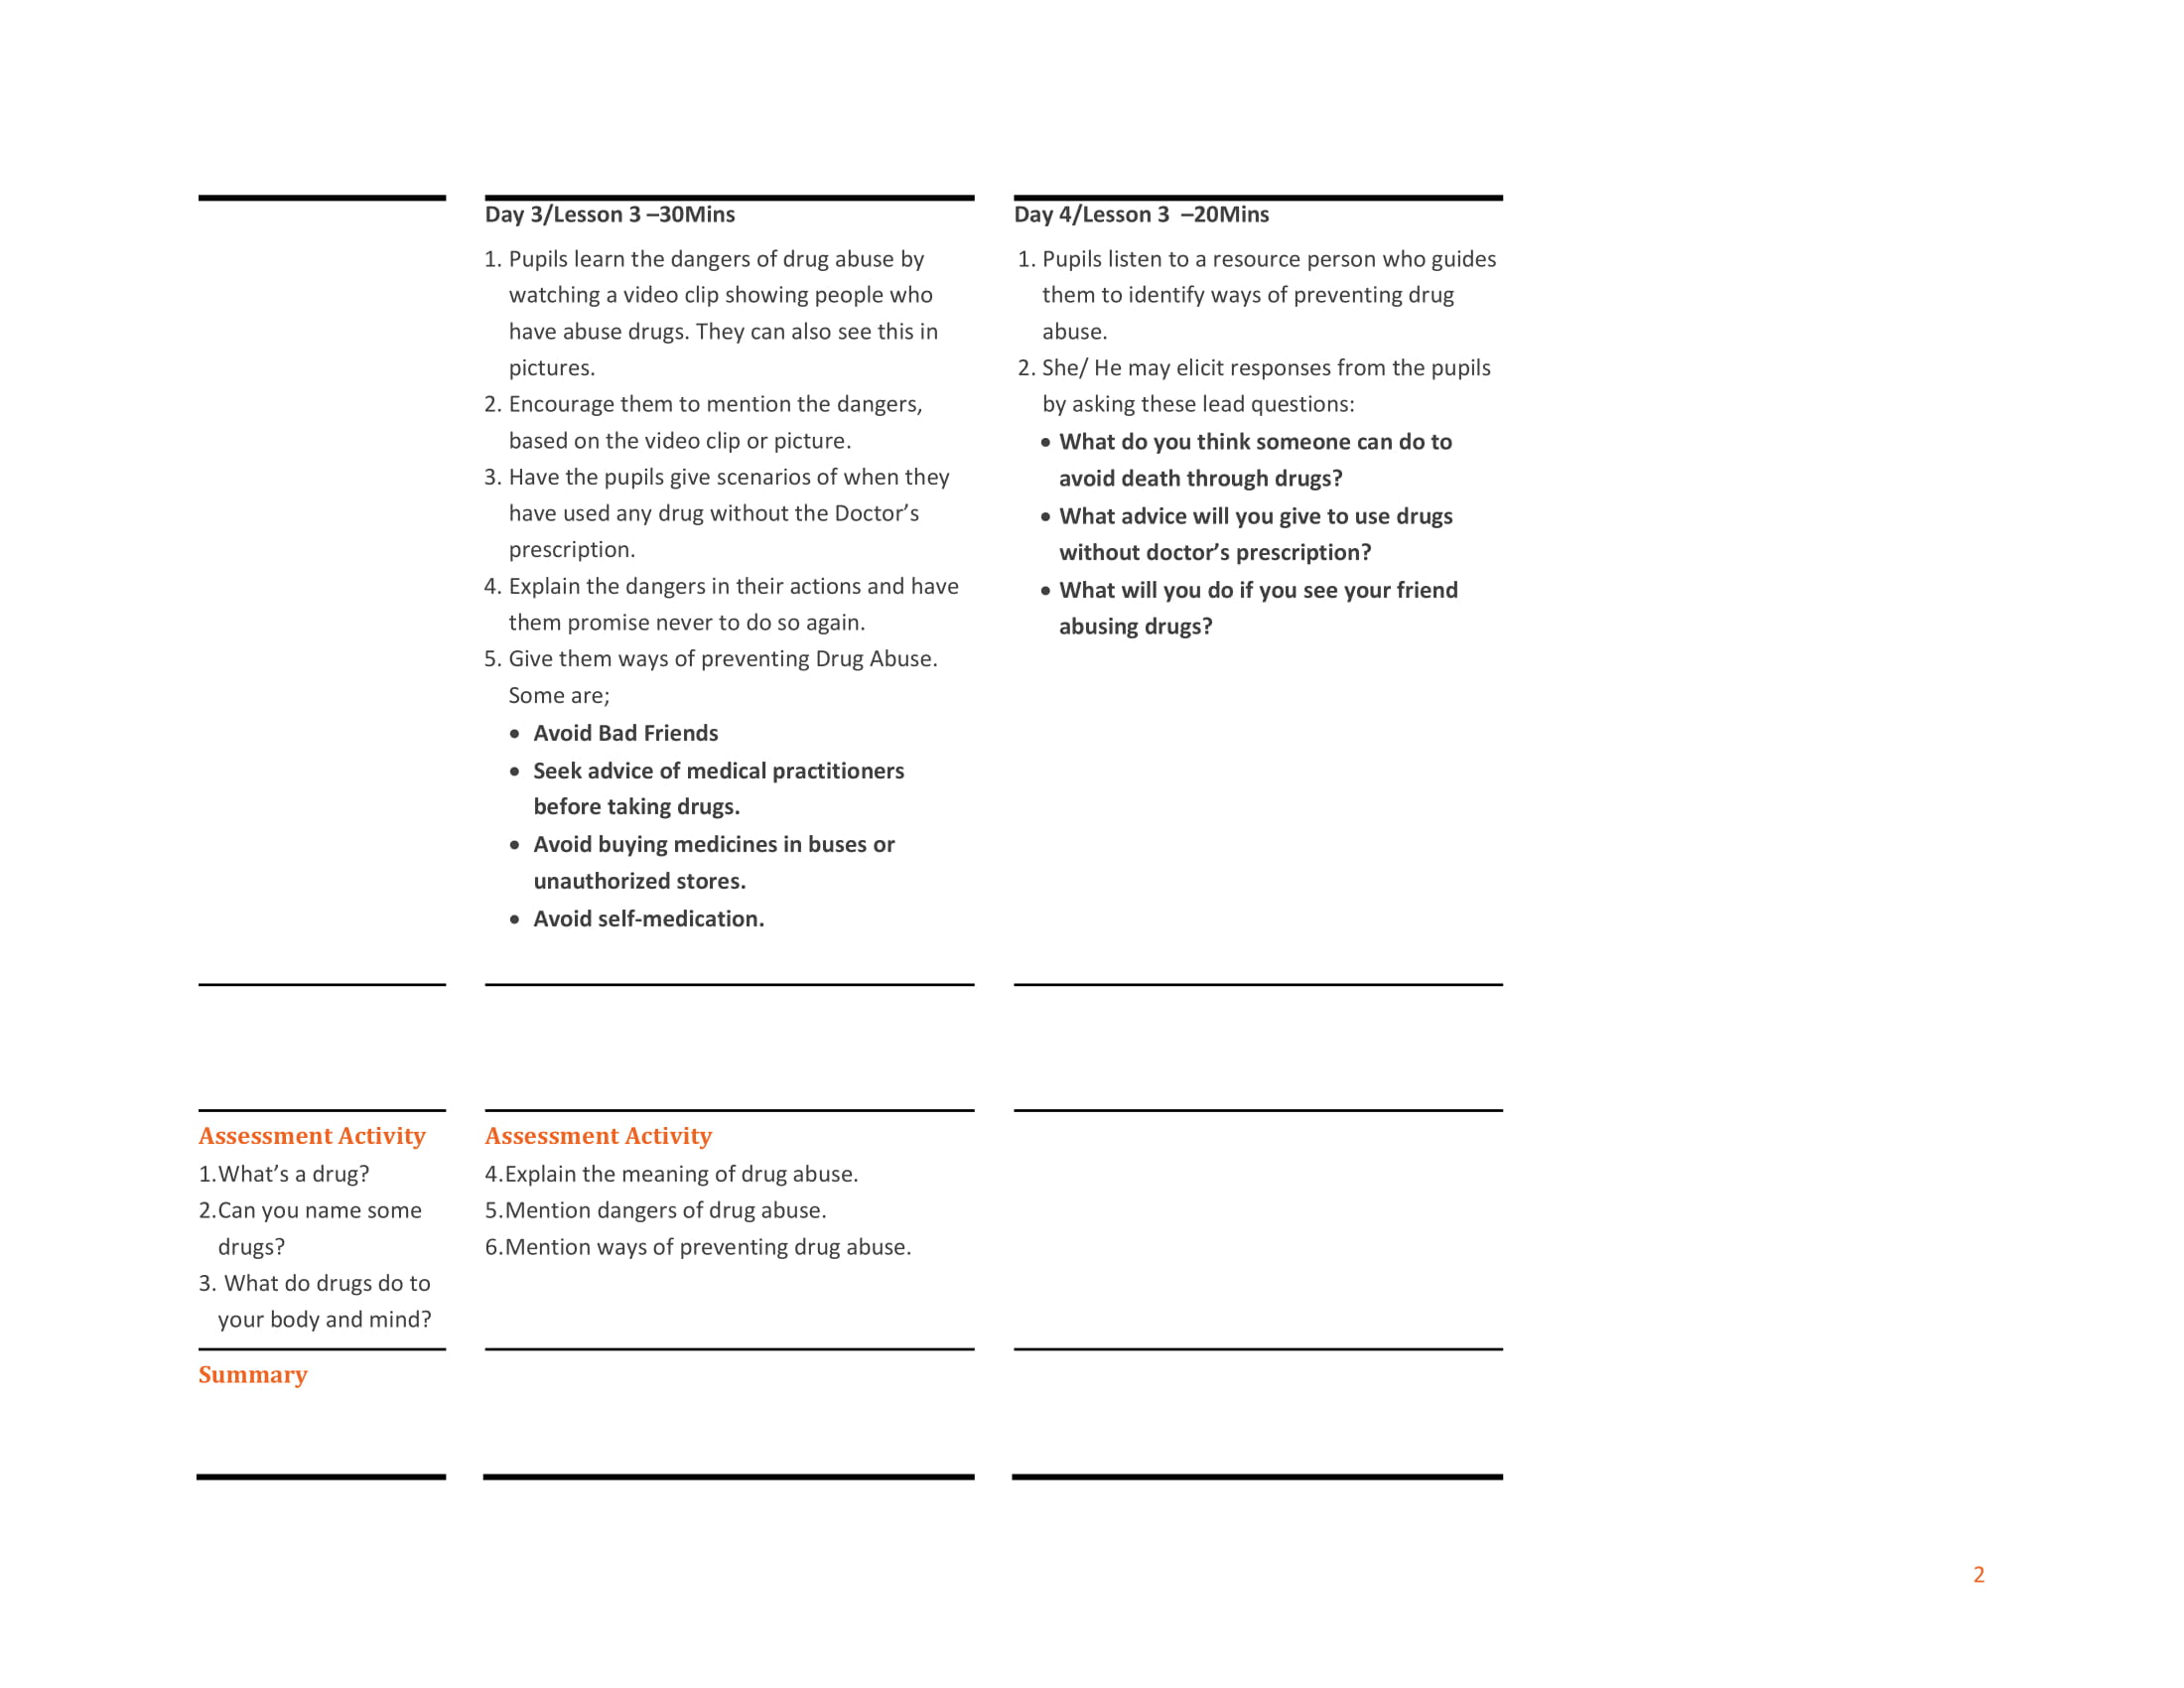 Day 3/Lesson 3 –30Mins
1. Pupils learn the dangers of drug abuse by
watching a video clip showing people who
have abuse drugs. They can also see this in
pictures.
2. Encourage them to mention the dangers,
based on the video clip or picture.
3. Have the pupils give scenarios of when they
have used any drug without the Doctor’s
prescription.
4. Explain the dangers in their actions and have
them promise never to do so again.
5. Give them ways of preventing Drug Abuse.
Some are;
• Avoid Bad Friends
• Seek advice of medical practitioners
before taking drugs.
• Avoid buying medicines in buses or
unauthorized stores.
• Avoid self-medication.
Day 4/Lesson 3  –20Mins
1. Pupils listen to a resource person who guides
them to identify ways of preventing drug
abuse.
2. She/ He may elicit responses from the pupils
by asking these lead questions:
• What do you think someone can do to
avoid death through drugs?
• What advice will you give to use drugs
without doctor’s prescription?
• What will you do if you see your friend
abusing drugs?
Assessment Activity
1.What’s a drug?
2.Can you name some
drugs?
3. What do drugs do to
your body and mind?
Assessment Activity
4.Explain the meaning of drug abuse.
5.Mention dangers of drug abuse.
6.Mention ways of preventing drug abuse.
Summary
2